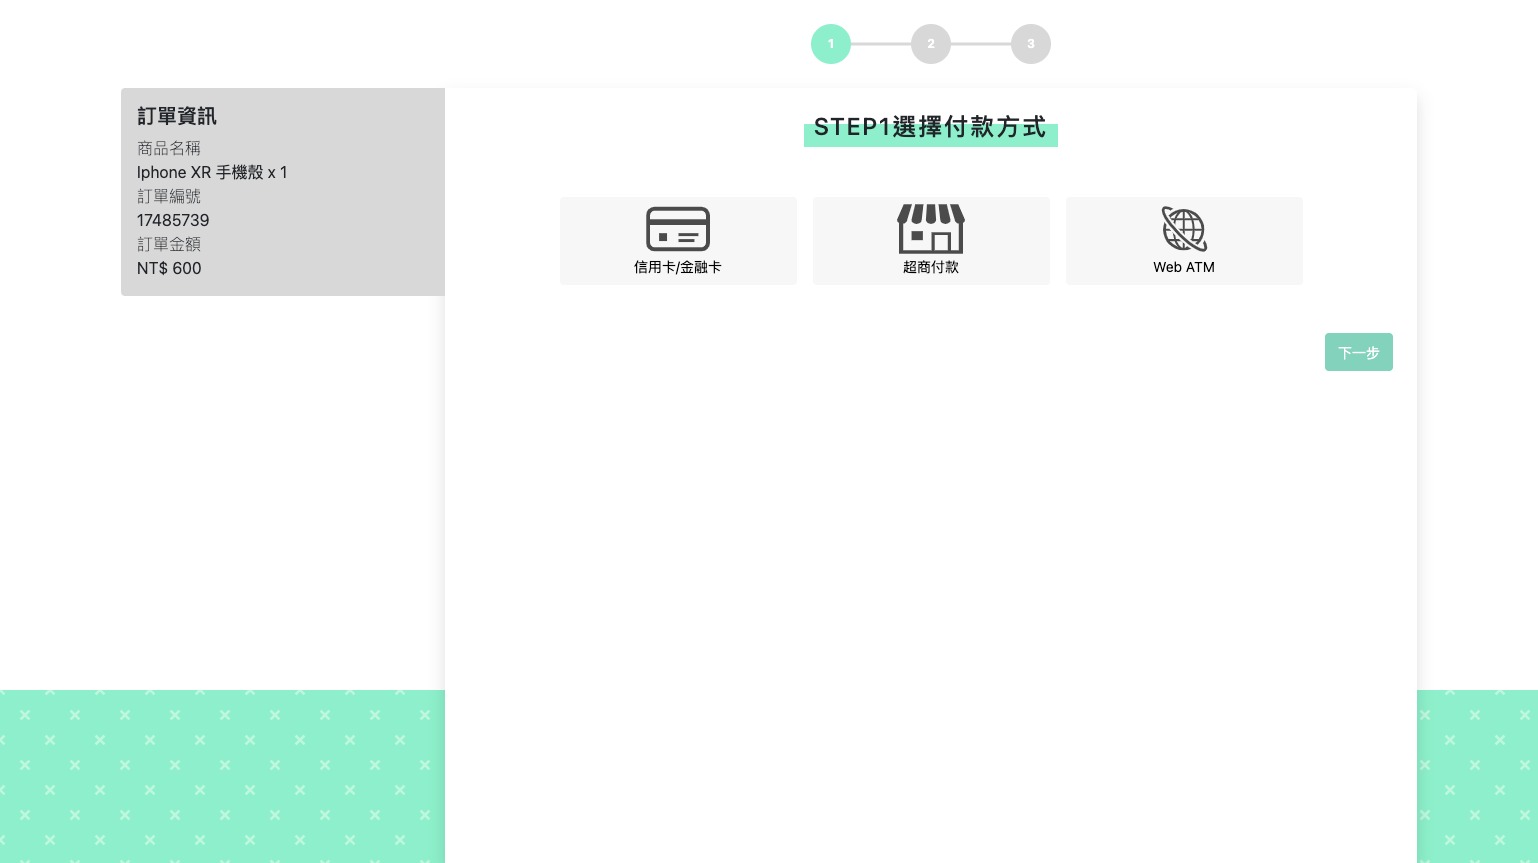 1
2
3
訂單資訊
商品名稱
Iphone XR 手機殼 x 1
訂單編號
17485739
訂單金額
NT$ 600
STEP1選擇付款方式
信用卡/金融卡
超商付款
Web ATM
下一步